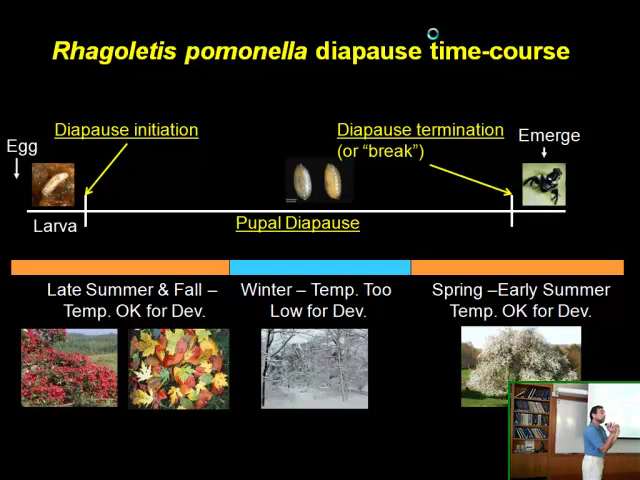 Rhagoletis pomonella diapause time-course
Diapause initiation
Diapause termination
(or “break”)
Emerge
Egg
Larva
Pupal Diapause
Late Summer & Fall –
Temp. OK for Dev.
Winter – Temp. Too
Low for Dev.
Spring –Early Summer
Temp. OK for Dev.